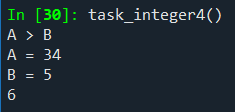 In [30]: task_integer4()
A > B
A = 34
B = 5
6